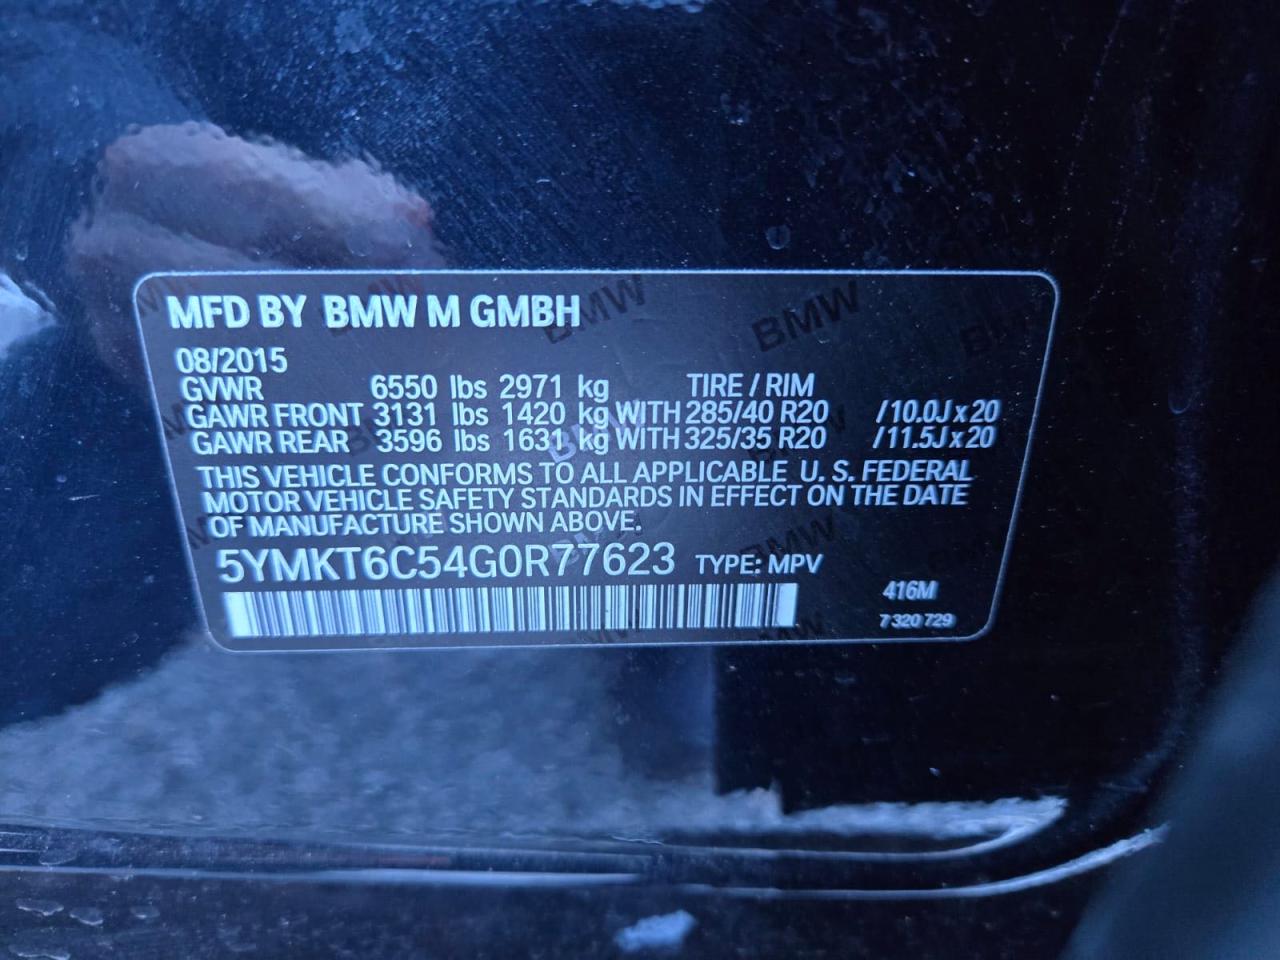 MFD BY BMW M GMBH
08/2015
GVWR 6550 lbs 2971 kg TIRE / RIM
GAWR FRONT 3131 lbs 1420 kg WITH 285/40 R20 /10.0J x 20
GAWR REAR 3596 lbs 1631 kg WITH 325/35 R20 /11.5J x 20
THIS VEHICLE CONFORMS TO ALL APPLICABLE U. S. FEDERAL
MOTOR VEHICLE SAFETY STANDARDS IN EFFECT ON THE DATE
OF MANUFACTURE SHOWN ABOVE.
5YMKT6C54G0R77623 TYPE: MPV
416M
7 320 729